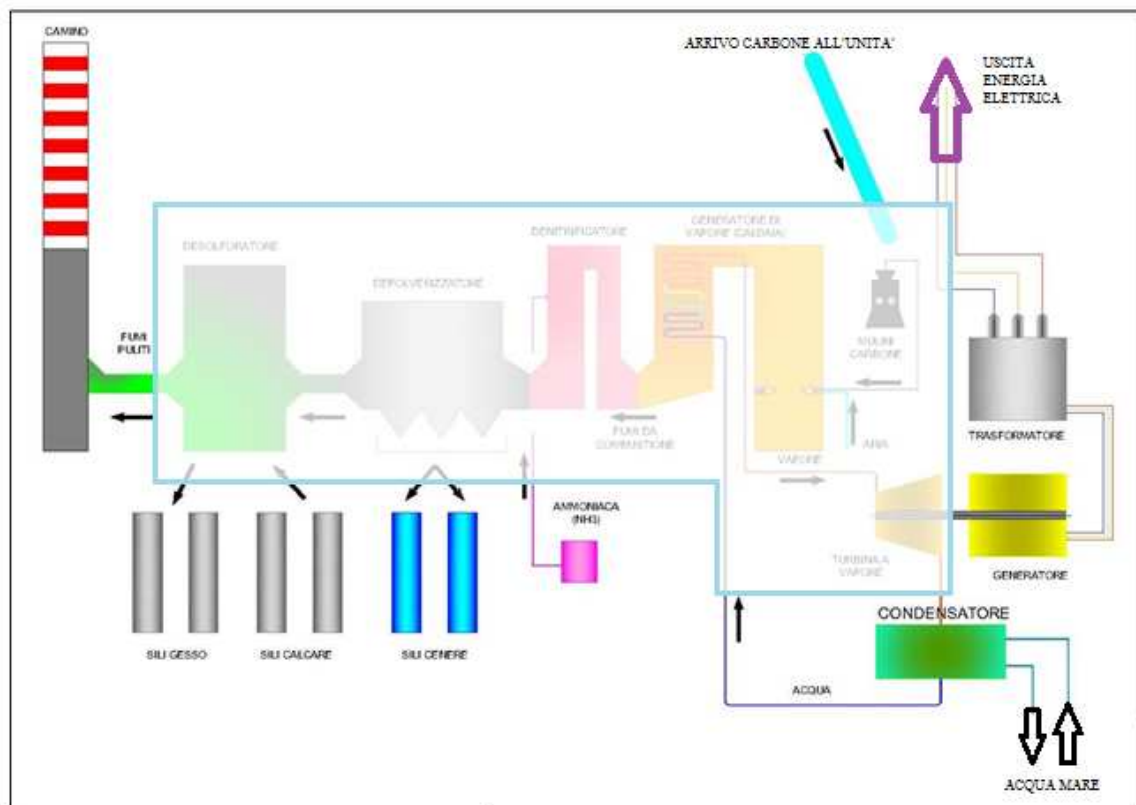 CAMINO
ARRIVO CARBONE ALL'UNITA'
USCITA
ENERGIA
ELETTRICA
DESOLFORATORE
DEPOLVERIZZATORE
DENITRIFICATORE
GENERATORE DI
VAPORE (CALDAIA)
FUMI
PULITI
MULINI
CARBONE
FUMI DA
COMBUSTIONE
ARIA
VAPORE
TRASFORMATORE
AMMONIACA
(NH3)
TURBINA A
VAPORE
GENERATORE
CONDENSATORE
SILI GESSO
SILI CALCARE
SILI CENERE
ACQUA
ACQUA MARE